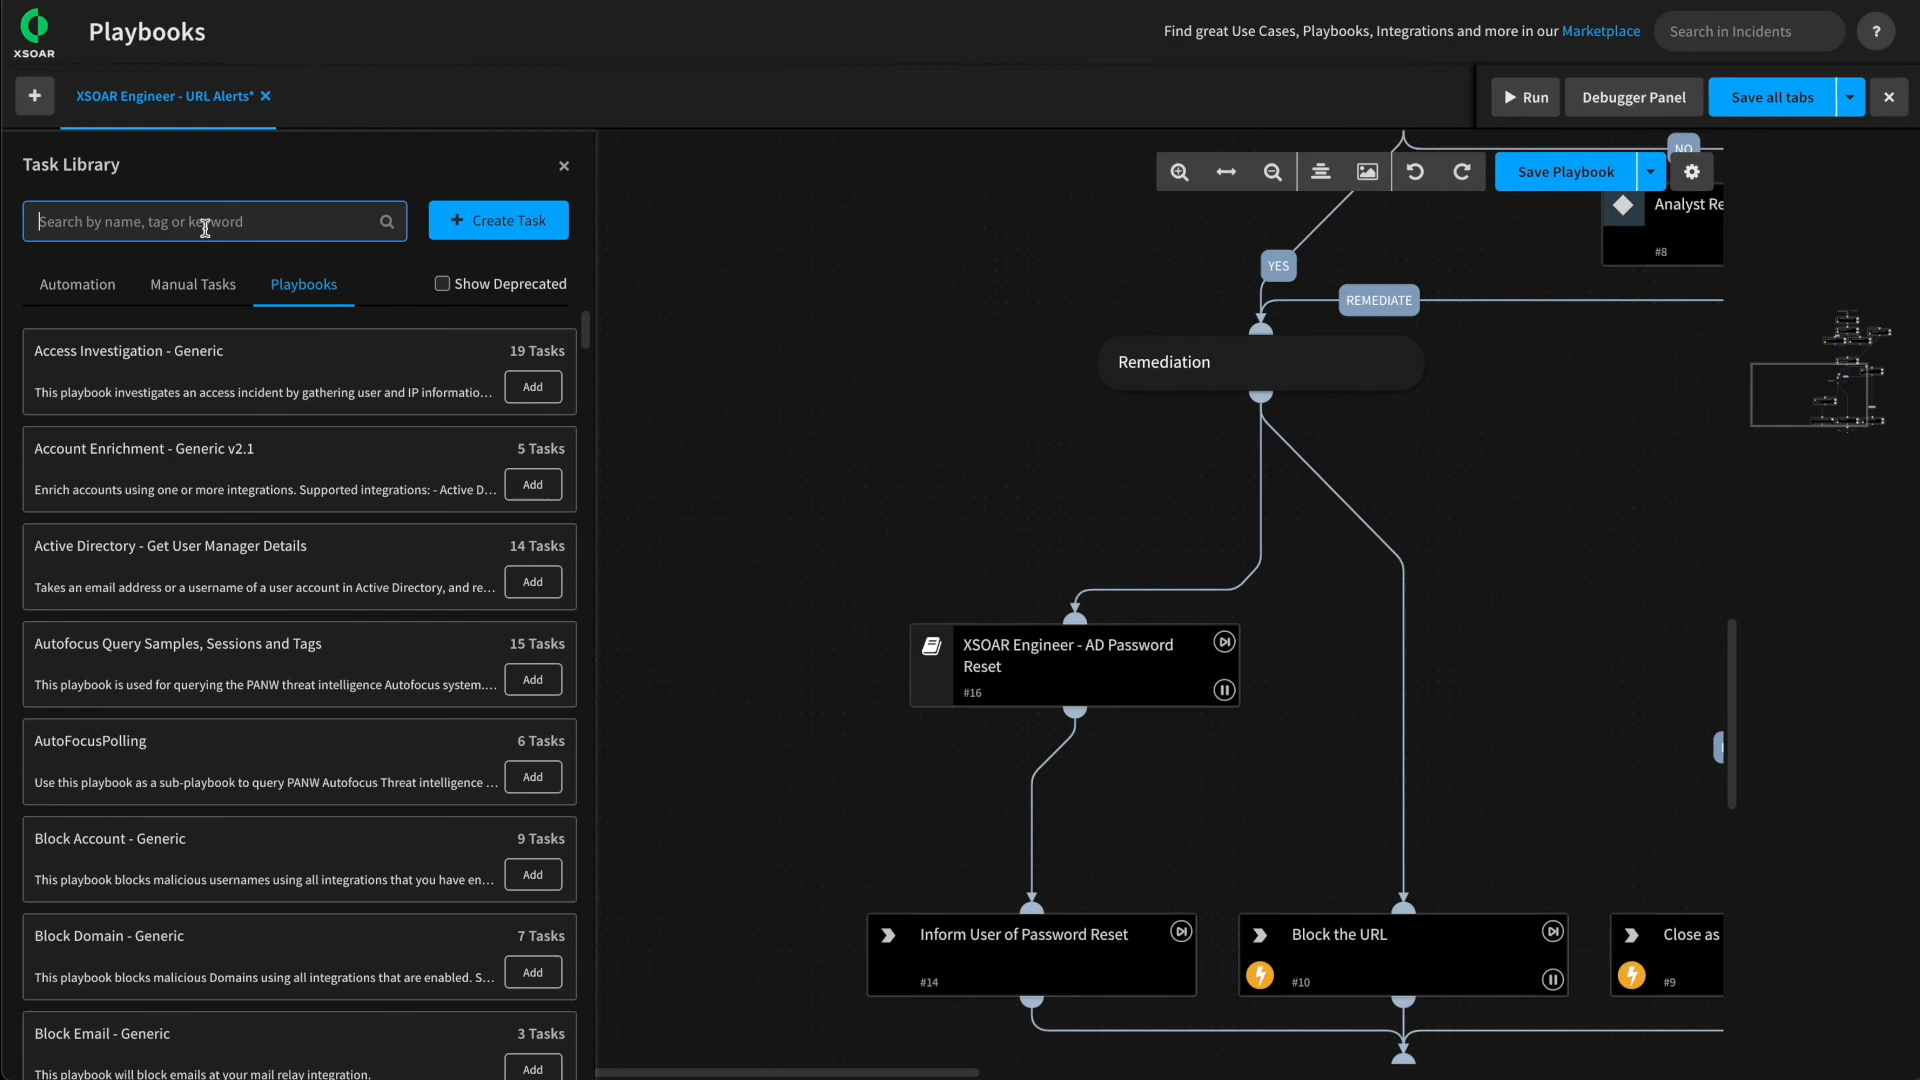 XSOAR
Playbooks
Find great Use Cases, Playbooks, Integrations and more in our Marketplace
Search in Incidents
?
XSOAR Engineer - URL Alerts*
Run
Debugger Panel
Save all tabs
Task Library
Search by name, tag or keyword
Create Task
Automation
Manual Tasks
Playbooks
Show Deprecated
Access Investigation - Generic
19 Tasks
This playbook investigates an access incident by gathering user and IP informatio...
Add
Account Enrichment - Generic v2.1
5 Tasks
Enrich accounts using one or more integrations. Supported integrations: - Active D...
Add
Active Directory - Get User Manager Details
14 Tasks
Takes an email address or a username of a user account in Active Directory, and re...
Add
Autofocus Query Samples, Sessions and Tags
15 Tasks
This playbook is used for querying the PANW threat intelligence Autofocus system....
Add
AutoFocusPolling
6 Tasks
Use this playbook as a sub-playbook to query PANW Autofocus Threat intelligence ...
Add
Block Account - Generic
9 Tasks
This playbook blocks malicious usernames using all integrations that you have en...
Add
Block Domain - Generic
7 Tasks
This playbook blocks malicious Domains using all integrations that are enabled. S...
Add
Block Email - Generic
3 Tasks
This playbook will block emails at your mail relay integration.
Add
NO
Save Playbook
Analyst Re
#8
YES
REMEDIATE
Remediation
XSOAR Engineer - AD Password
Reset
#16
Inform User of Password Reset
#14
Block the URL
#10
Close as
#9